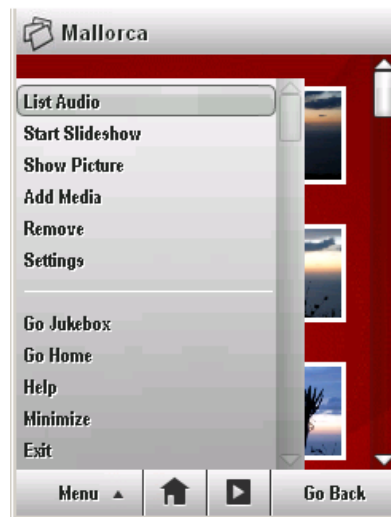 Mallorca
List Audio
Start Slideshow
Show Picture
Add Media
Remove
Settings
Go Jukebox
Go Home
Help
Minimize
Exit
Menu
Go Back